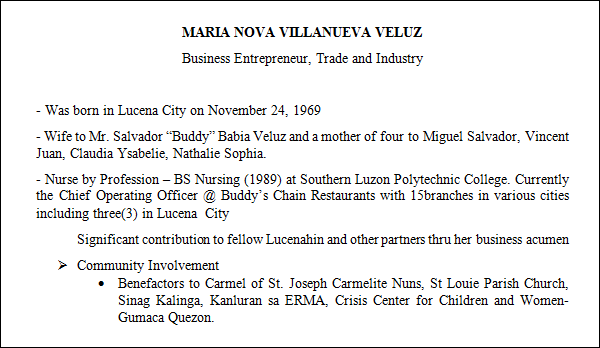 MARIA NOVA VILLANUEVA VELUZ
Business Entrepreneur, Trade and Industry
- Was born in Lucena City on November 24, 1969
- Wife to Mr. Salvador “Buddy” Babia Veluz and a mother of four to Miguel Salvador, Vincent
Juan, Claudia Ysabelie, Nathalie Sophia.
- Nurse by Profession – BS Nursing (1989) at Southern Luzon Polytechnic College. Currently
the Chief Operating Officer @ Buddy’s Chain Restaurants with 15branches in various cities
including three(3) in Lucena City
Significant contribution to fellow Lucenahin and other partners thru her business acumen
➢ Community Involvement
• Benefactors to Carmel of St. Joseph Carmelite Nuns, St Louie Parish Church,
Sinag Kalinga, Kanluran sa ERMA, Crisis Center for Children and Women-
Gumaca Quezon.